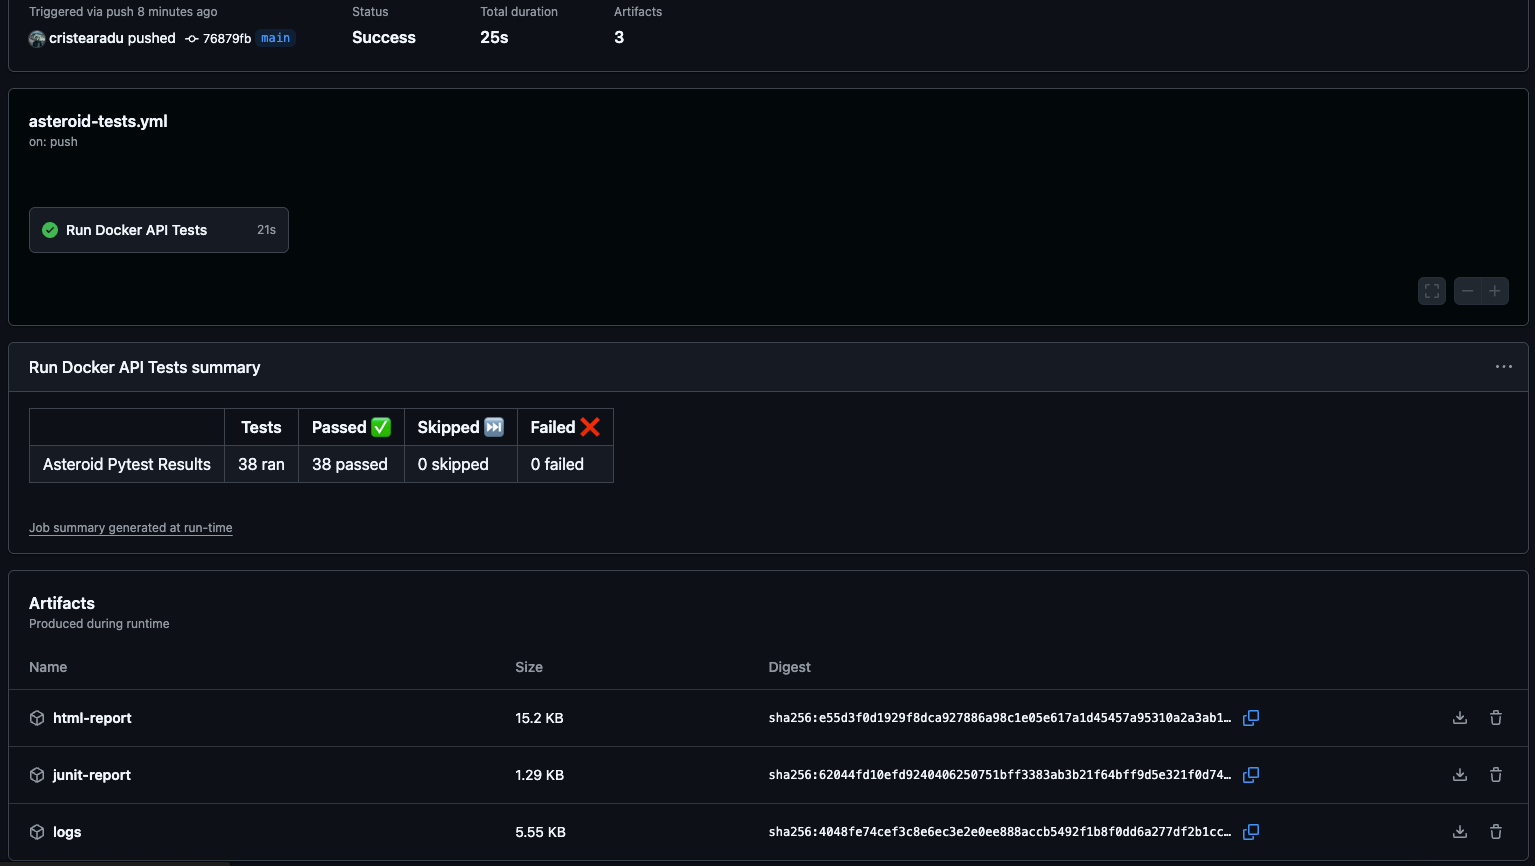 Triggered via push 8 minutes ago
Status
Total duration
Artifacts
cristearadu pushed 76879fb main
Success
25s
3
asteroid-tests.yml
on: push
Run Docker API Tests 21s
Run Docker API Tests summary
Tests Passed ✅ Skipped ⏭️ Failed ❌
Asteroid Pytest Results 38 ran 38 passed 0 skipped 0 failed
Job summary generated at run-time
Artifacts
Produced during runtime
Name Size Digest
html-report 15.2 KB sha256:e55d3f0d1929f8dca927886a98c1e05e617a1d45457a95310a2a3ab1…
junit-report 1.29 KB sha256:62044fd10efd9240406250751bff3383ab3b21f64bff9d5e321f0d74…
logs 5.55 KB sha256:4048fe74cef3c8e6ec3e2e0ee888accb5492f1b8f0dd6a277df2b1cc…